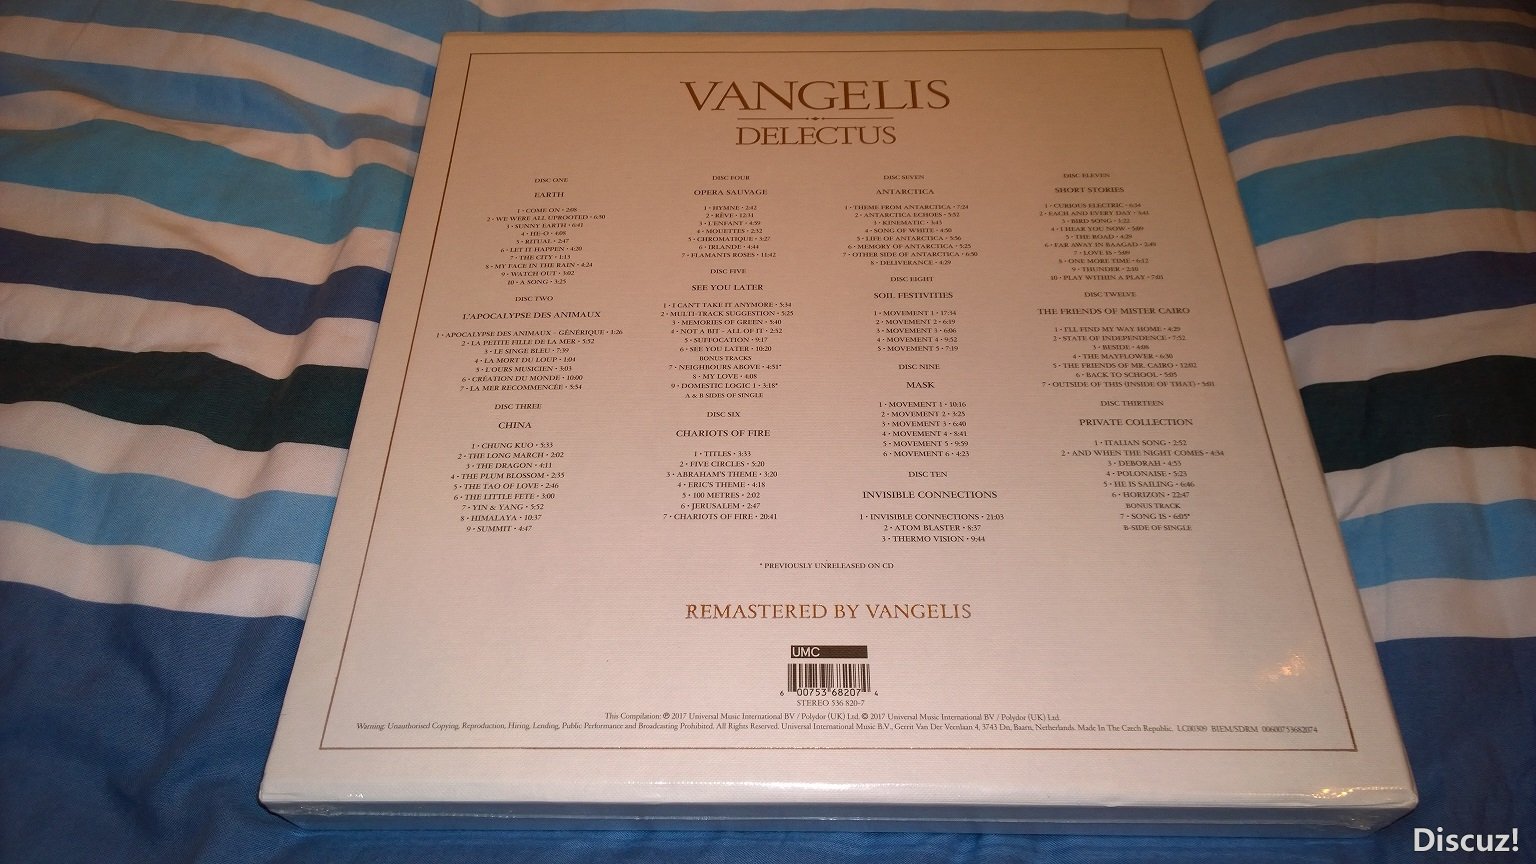 VANGELIS
DELECTUS
DISC ONE
EARTH
1 • COME ON • 2:08
2 • WE WERE ALL UPROOTED • 6:50
3 • SUNNY EARTH • 6:41
4 • HE-O • 4:08
5 • RITUAL • 2:47
6 • LET IT HAPPEN • 4:20
7 • THE CITY • 1:13
8 • MY FACE IN THE RAIN • 4:24
9 • WATCH OUT • 3:02
10 • A SONG • 3:25
DISC TWO
L'APOCALYPSE DES ANIMAUX
1 • APOCALYPSE DES ANIMAUX – GÉNÉRIQUE • 1:26
2 • LA PETITE FILLE DE LA MER • 5:52
3 • LE SINGE BLEU • 7:39
4 • LA MORT DU LOUP • 1:04
5 • L'OURS MUSICIEN • 3:03
6 • CRÉATION DU MONDE • 10:00
7 • LA MER RECOMMENCÉE • 5:54
DISC THREE
CHINA
1 • CHUNG KUO • 5:33
2 • THE LONG MARCH • 2:02
3 • THE DRAGON • 4:11
4 • THE PLUM BLOSSOM • 2:35
5 • THE TAO OF LOVE • 2:46
6 • THE LITTLE FETE • 3:00
7 • YIN & YANG • 5:52
8 • HIMALAYA • 10:37
9 • SUMMIT • 4:47
DISC FOUR
OPERA SAUVAGE
1 • HYMNE • 2:42
2 • RÊVE • 12:31
3 • L'ENFANT • 4:59
4 • MOUETTES • 2:32
5 • CHROMATIQUE • 3:27
6 • IRLANDE • 4:44
7 • FLAMANTS ROSES • 11:42
DISC FIVE
SEE YOU LATER
1 • I CAN'T TAKE IT ANYMORE • 5:34
2 • MULTI-TRACK SUGGESTION • 5:25
3 • MEMORIES OF GREEN • 5:40
4 • NOT A BIT – ALL OF IT • 2:52
5 • SUFFOCATION • 9:17
6 • SEE YOU LATER • 10:20
BONUS TRACKS
7 • NEIGHBOURS ABOVE • 4:51*
8 • MY LOVE • 4:08
9 • DOMESTIC LOGIC 1 • 3:18*
A & B SIDES OF SINGLE
DISC SIX
CHARIOTS OF FIRE
1 • TITLES • 3:33
2 • FIVE CIRCLES • 5:20
3 • ABRAHAM'S THEME • 3:20
4 • ERIC'S THEME • 4:18
5 • 100 METRES • 2:02
6 • JERUSALEM • 2:47
7 • CHARIOTS OF FIRE • 20:41
DISC SEVEN
ANTARCTICA
1 • THEME FROM ANTARCTICA • 7:24
2 • ANTARCTICA ECHOES • 5:52
3 • KINEMATIC • 3:43
4 • SONG OF WHITE • 4:50
5 • LIFE OF ANTARCTICA • 5:56
6 • MEMORY OF ANTARCTICA • 5:25
7 • OTHER SIDE OF ANTARCTICA • 6:50
8 • DELIVERANCE • 4:29
DISC EIGHT
SOIL FESTIVITIES
1 • MOVEMENT 1 • 17:34
2 • MOVEMENT 2 • 6:19
3 • MOVEMENT 3 • 6:06
4 • MOVEMENT 4 • 9:52
5 • MOVEMENT 5 • 7:19
DISC NINE
MASK
1 • MOVEMENT 1 • 10:16
2 • MOVEMENT 2 • 3:25
3 • MOVEMENT 3 • 6:40
4 • MOVEMENT 4 • 8:41
5 • MOVEMENT 5 • 9:59
6 • MOVEMENT 6 • 4:23
DISC TEN
INVISIBLE CONNECTIONS
1 • INVISIBLE CONNECTIONS • 21:03
2 • ATOM BLASTER • 8:37
3 • THERMO VISION • 9:44
DISC ELEVEN
SHORT STORIES
1 • CURIOUS ELECTRIC • 6:34
2 • EACH AND EVERY DAY • 3:43
3 • BIRD SONG • 1:22
4 • I HEAR YOU NOW • 5:09
5 • THE ROAD • 4:29
6 • FAR AWAY IN BAAGAD • 2:49
7 • LOVE IS • 5:09
8 • ONE MORE TIME • 6:12
9 • THUNDER • 2:10
10 • PLAY WITHIN A PLAY • 7:01
DISC TWELVE
THE FRIENDS OF MISTER CAIRO
1 • I'LL FIND MY WAY HOME • 4:29
2 • STATE OF INDEPENDENCE • 7:52
3 • BESIDE • 4:08
4 • THE MAYFLOWER • 6:30
5 • THE FRIENDS OF MR. CAIRO • 12:02
6 • BACK TO SCHOOL • 5:05
7 • OUTSIDE OF THIS (INSIDE OF THAT) • 5:01
DISC THIRTEEN
PRIVATE COLLECTION
1 • ITALIAN SONG • 2:52
2 • AND WHEN THE NIGHT COMES • 4:34
3 • DEBORAH • 4:53
4 • POLONAISE • 5:23
5 • HE IS SAILING • 6:46
6 • HORIZON • 22:47
BONUS TRACK
7 • SONG IS • 6:05*
B-SIDE OF SINGLE
* PREVIOUSLY UNRELEASED ON CD
REMASTERED BY VANGELIS
UMC
6 00753 68207 4
STEREO 536 820-7
This Compilation: ℗ 2017 Universal Music International BV / Polydor (UK) Ltd. © 2017 Universal Music International BV / Polydor (UK) Ltd.
Warning: Unauthorised Copying, Reproduction, Hiring, Lending, Public Performance and Broadcasting Prohibited. All Rights Reserved. Universal International Music B.V., Gerrit Van Der Veenlaan 4, 3743 Dn, Baarn, Netherlands. Made In The Czech Republic. LC00309 BIEM/SDRM 00600753682074
Discuz!